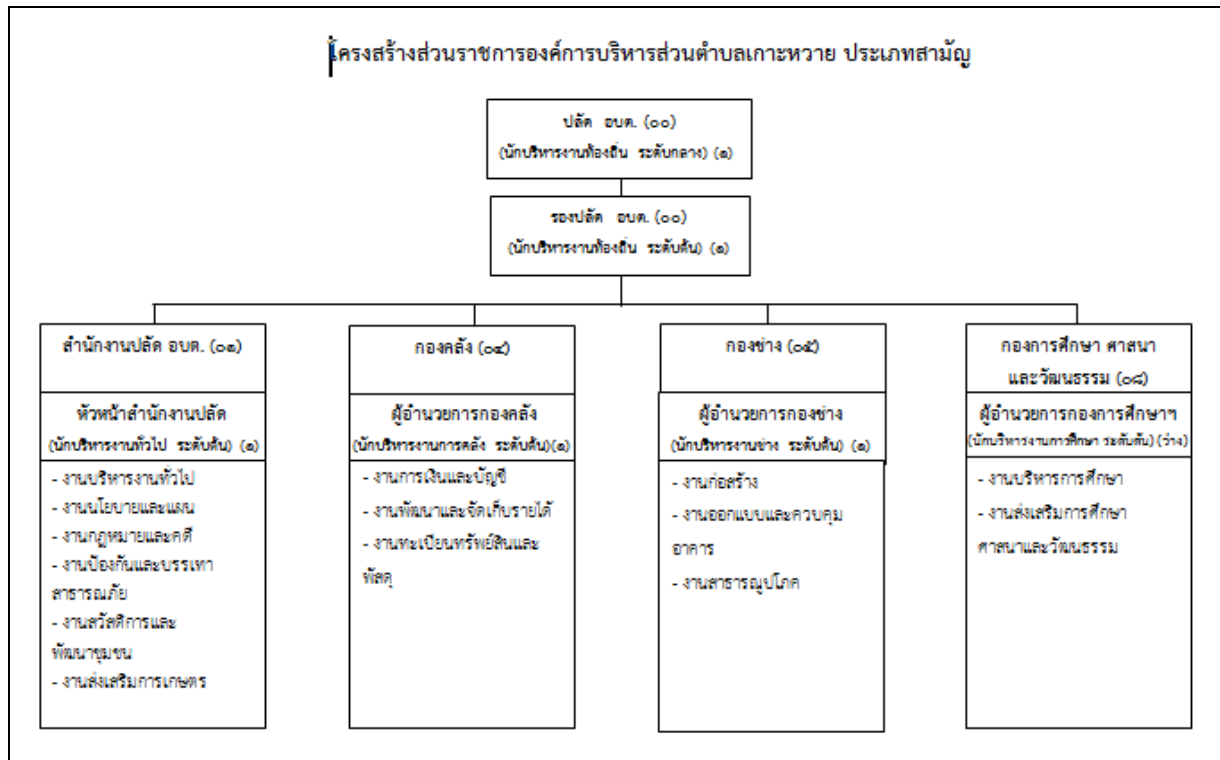 โครงสร้างส่วนราชการองค์การบริหารส่วนตำบลเกาะหวาย ประเภทสามัญ
ปลัด อบต. (๐๐)
(นักบริหารงานท้องถิ่น ระดับกลาง) (๑)
รองปลัด อบต. (๐๐)
(นักบริหารงานท้องถิ่น ระดับต้น) (๑)
สำนักงานปลัด อบต. (๐๑)
หัวหน้าสำนักงานปลัด
(นักบริหารงานทั่วไป ระดับต้น) (๑)
- งานบริหารงานทั่วไป
- งานนโยบายและแผน
- งานกฎหมายและคดี
- งานป้องกันและบรรเทา
สาธารณภัย
- งานสวัสดิการและ
พัฒนาชุมชน
- งานส่งเสริมการเกษตร
กองคลัง (๐๔)
ผู้อำนวยการกองคลัง
(นักบริหารงานการคลัง ระดับต้น)(๑)
- งานการเงินและบัญชี
- งานพัฒนาและจัดเก็บรายได้
- งานทะเบียนทรัพย์สินและ
พัสดุ
กองช่าง (๐๕)
ผู้อำนวยการกองช่าง
(นักบริหารงานช่าง ระดับต้น) (๑)
- งานก่อสร้าง
- งานออกแบบและควบคุม
อาคาร
- งานสาธารณูปโภค
กองการศึกษา ศาสนา
และวัฒนธรรม (๐๘)
ผู้อำนวยการกองการศึกษาฯ
(นักบริหารงานการศึกษา ระดับต้น) (ว่าง)
- งานบริหารการศึกษา
- งานส่งเสริมการศึกษา
ศาสนาและวัฒนธรรม